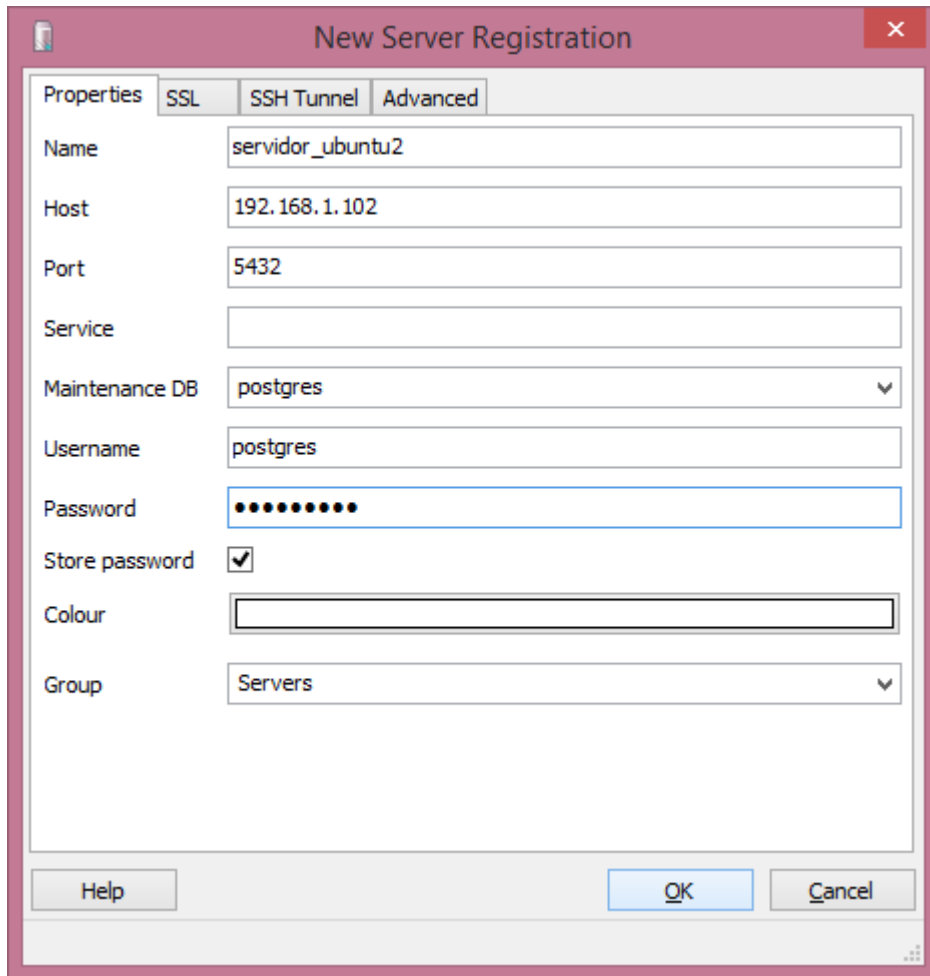 New Server Registration
Properties SSL SSH Tunnel Advanced
Name servidor_ubuntu2
Host 192.168.1.102
Port 5432
Service
Maintenance DB postgres
Username postgres
Password •••••••••
Store password
Colour
Group Servers
Help OK Cancel